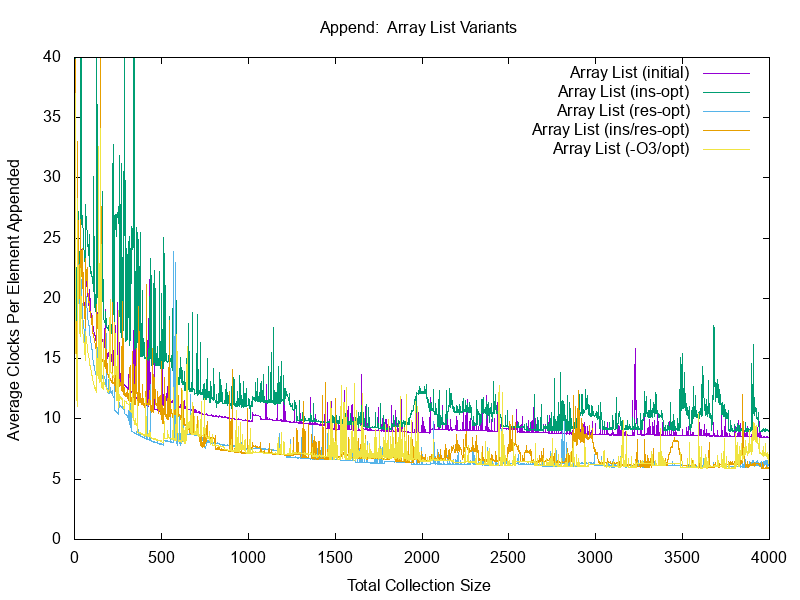 Append:  Array List Variants
Array List (initial)
Array List (ins-opt)
Array List (res-opt)
Array List (ins/res-opt)
Array List (-O3/opt)
Average Clocks Per Element Appended
40
35
30
25
20
15
10
5
0
0 500 1000 1500 2000 2500 3000 3500 4000
Total Collection Size